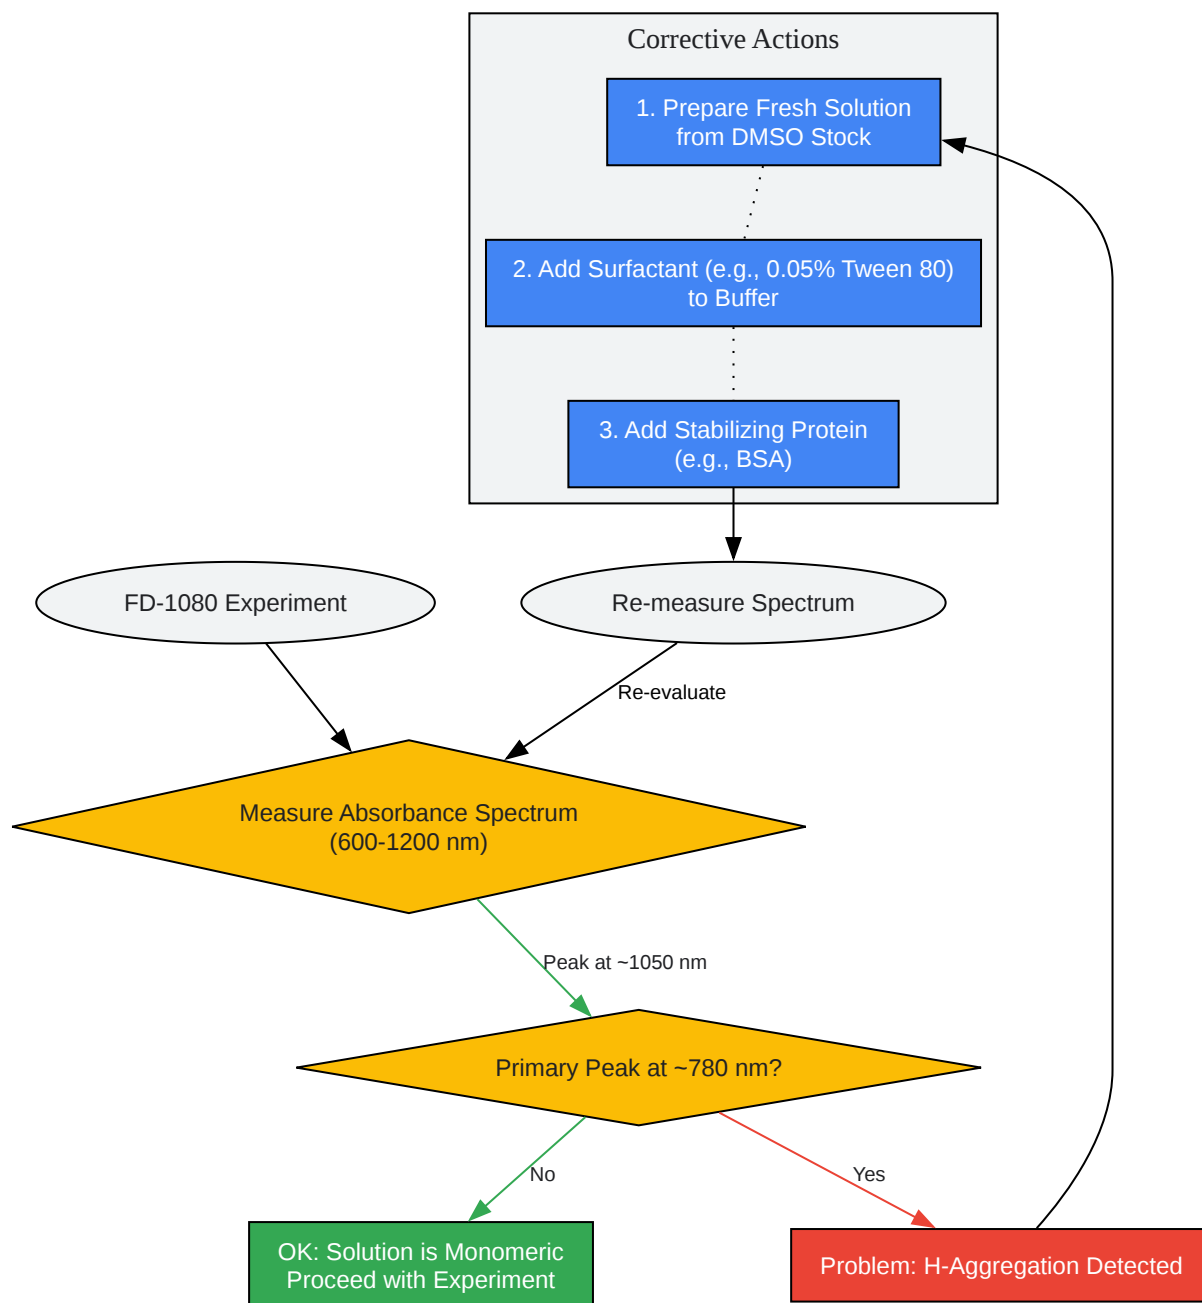 Corrective Actions
1. Prepare Fresh Solution
from DMSO Stock
2. Add Surfactant (e.g., 0.05% Tween 80)
to Buffer
3. Add Stabilizing Protein
(e.g., BSA)
FD-1080 Experiment
Re-measure Spectrum
Re-evaluate
Measure Absorbance Spectrum
(600-1200 nm)
Peak at ~1050 nm
Primary Peak at ~780 nm?
No
Yes
OK: Solution is Monomeric
Proceed with Experiment
Problem: H-Aggregation Detected